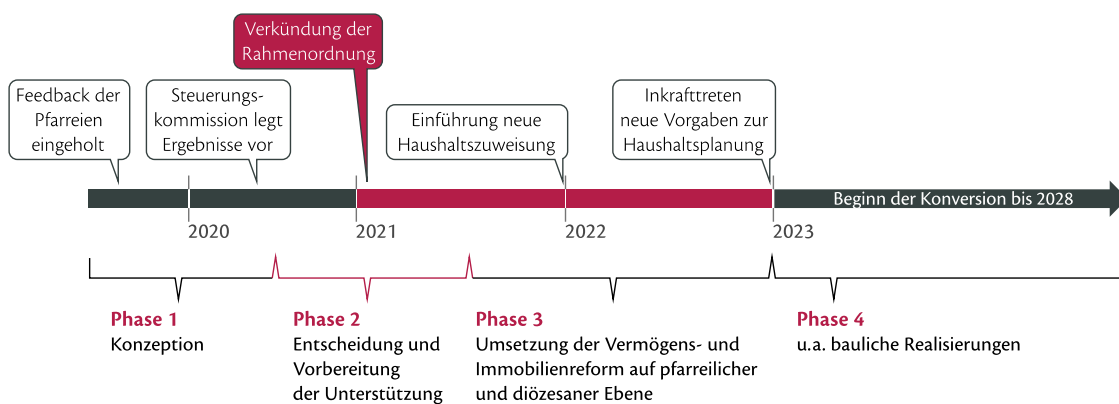 Verkündung der
Rahmenordnung
Feedback der
Pfarreien
eingeholt
Steuerungs-
kommission legt
Ergebnisse vor
Einführung neue
Haushaltszuweisung
Inkrafttreten
neue Vorgaben zur
Haushaltsplanung
Beginn der Konversion bis 2028
2020
2021
2022
2023
Phase 1
Konzeption
Phase 2
Entscheidung und
Vorbereitung
der Unterstützung
Phase 3
Umsetzung der Vermögens- und
Immobilienreform auf pfarreilicher
und diözesaner Ebene
Phase 4
u.a. bauliche Realisierungen